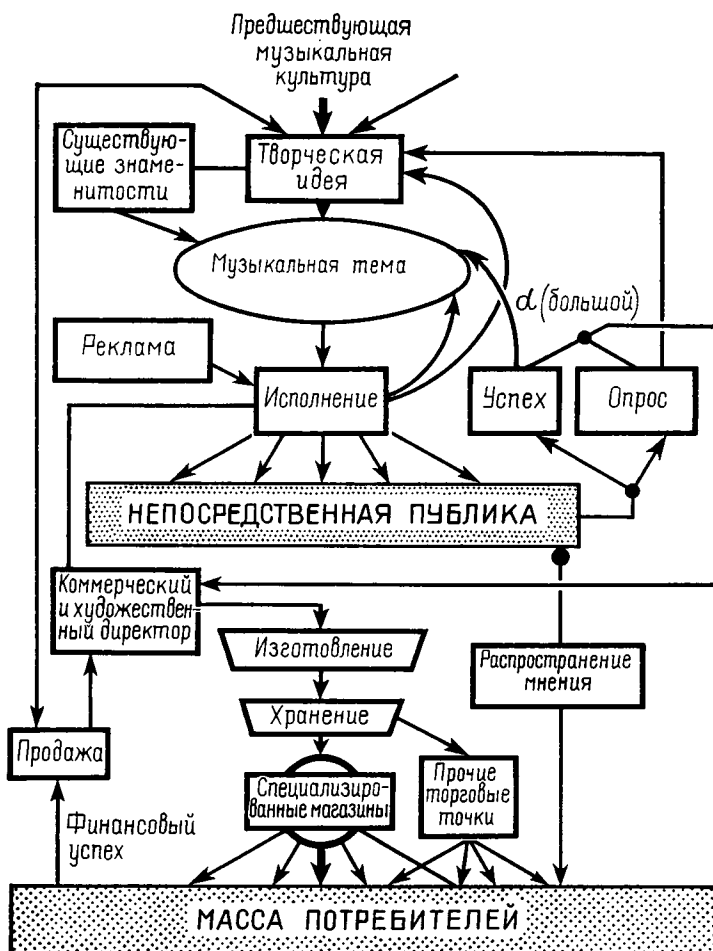 Предшествующая
музыкальная
культура
Существую-
щие знаме-
нитости
Творческая
идея
Музыкальная тема
α (большой)
Реклама
Исполнение
Успех
Опрос
НЕПОСРЕДСТВЕННАЯ ПУБЛИКА
Коммерческий
и художествен-
ный директор
Изготовление
Распространение
мнения
Хранение
Продажа
Специализиро-
ванные магазины
Прочие
торговые
точки
Финансовый
успех
МАССА ПОТРЕБИТЕЛЕЙ